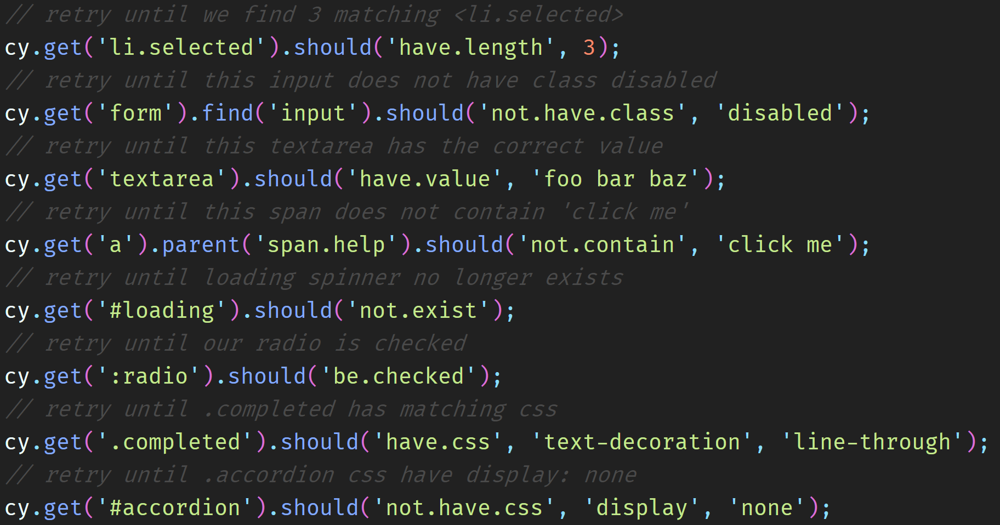 // retry until we find 3 matching <li.selected>
cy.get('li.selected').should('have.length', 3);
// retry until this input does not have class disabled
cy.get('form').find('input').should('not.have.class', 'disabled');
// retry until this textarea has the correct value
cy.get('textarea').should('have.value', 'foo bar baz');
// retry until this span does not contain 'click me'
cy.get('a').parent('span.help').should('not.contain', 'click me');
// retry until loading spinner no longer exists
cy.get('#loading').should('not.exist');
// retry until our radio is checked
cy.get(':radio').should('be.checked');
// retry until .completed has matching css
cy.get('.completed').should('have.css', 'text-decoration', 'line-through');
// retry until .accordion css have display: none
cy.get('#accordion').should('not.have.css', 'display', 'none');